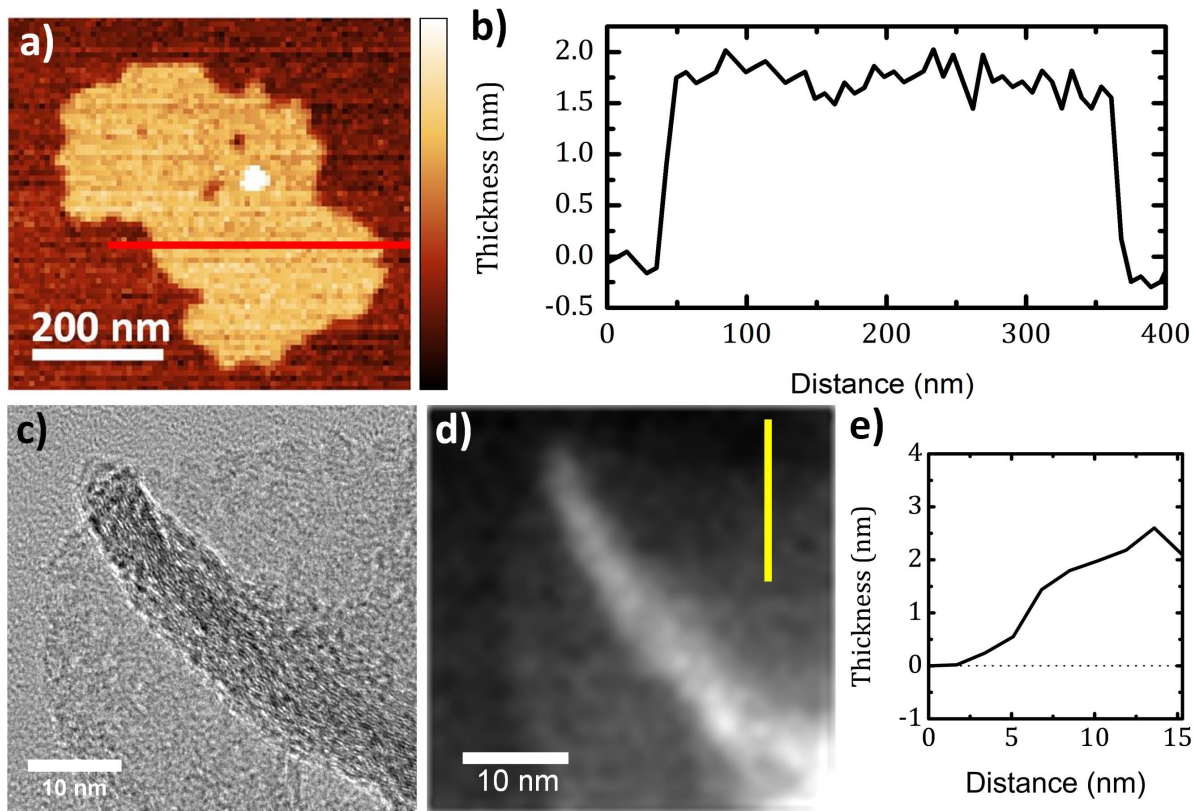 a)
200 nm
b)
Thickness (nm)
2.0
1.5
1.0
0.5
0.0
-0.5
0 100 200 300 400
Distance (nm)
c)
10 nm
d)
10 nm
e)
Thickness (nm)
4
3
2
1
0
-1
0 5 10 15
Distance (nm)